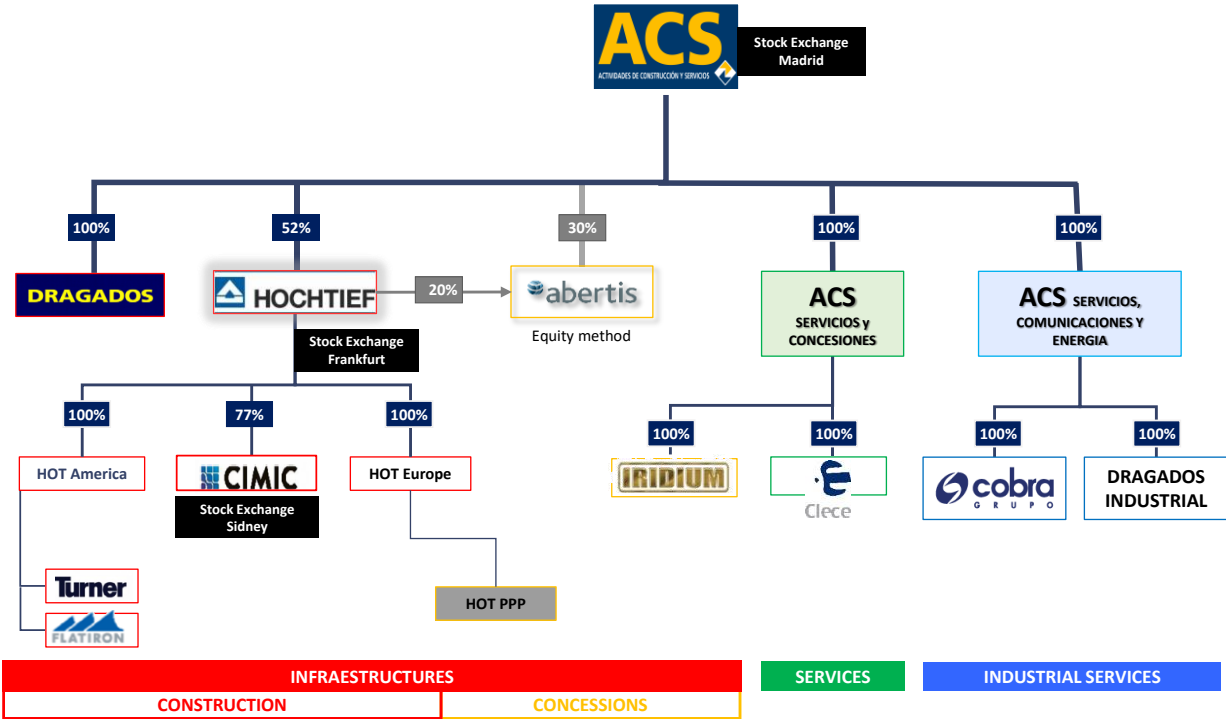 ACS
ACTIVIDADES DE CONSTRUCCIÓN Y SERVICIOS
Stock Exchange
Madrid
100%
52%
30%
100%
100%
DRAGADOS
HOCHTIEF
20%
abertis
Equity method
ACS
SERVICIOS y
CONCESIONES
ACS SERVICIOS,
COMUNICACIONES Y
ENERGIA
Stock Exchange
Frankfurt
100%
77%
100%
100%
100%
100%
100%
HOT America
CIMIC
HOT Europe
IRIDIUM
Clece
cobra
GRUPO
DRAGADOS
INDUSTRIAL
Stock Exchange
Sidney
Turner
FLATIRON
HOT PPP
INFRAESTRUCTURES
SERVICES
INDUSTRIAL SERVICES
CONSTRUCTION
CONCESSIONS